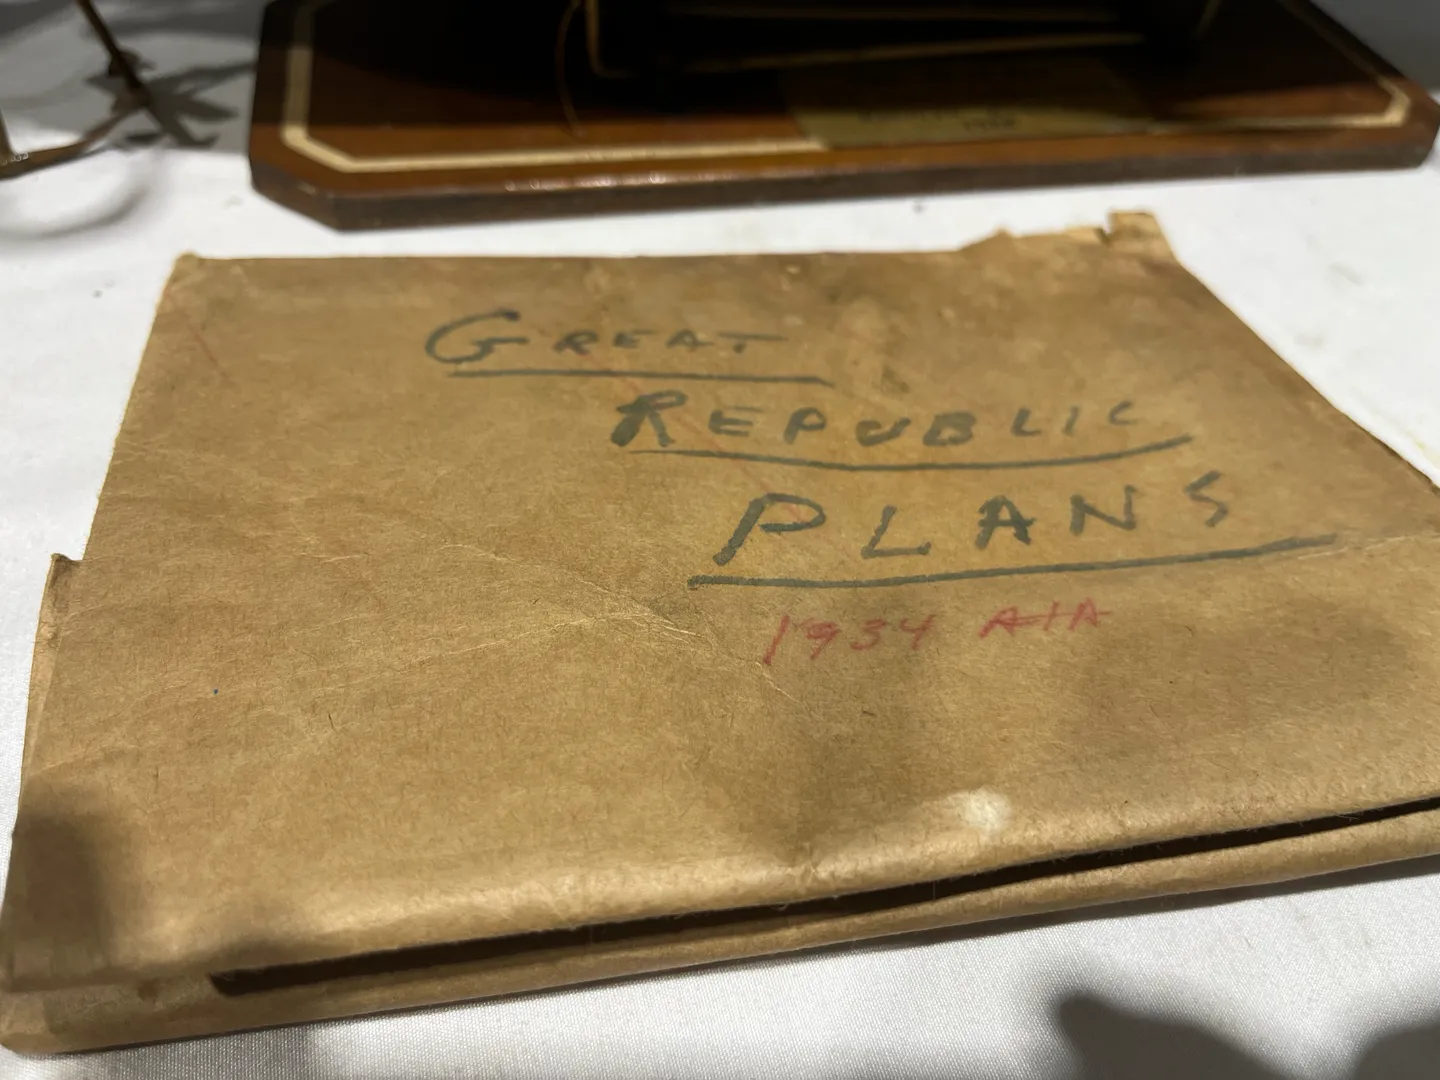 GREAT
REPUBLIC
PLANS
1934 AIA